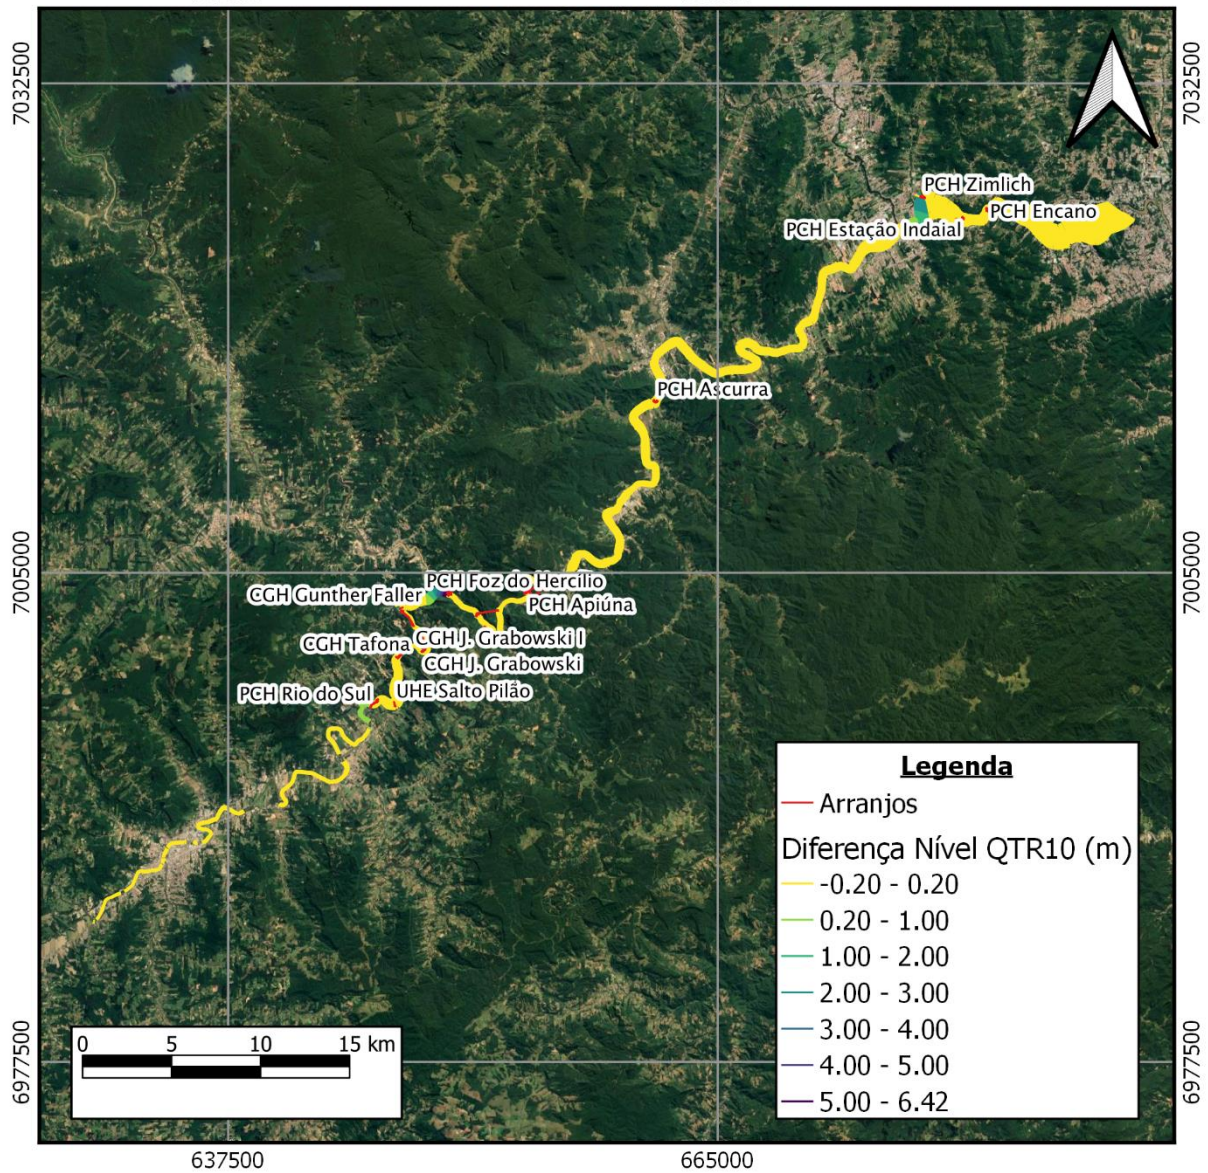 7032500
7032500
PCH Zimlich
PCH Encano
PCH Estação Indaial
PCH Ascurra
7005000
7005000
PCH Foz do Hercílio
CGH Gunther Faller
PCH Apiúna
CGH J. Grabowski I
CGH Tafona
CGH J. Grabowski
PCH Rio do Sul
UHE Salto Pilão
Legenda
Arranjos
Diferença Nível QTR10 (m)
-0.20 - 0.20
0.20 - 1.00
1.00 - 2.00
2.00 - 3.00
3.00 - 4.00
4.00 - 5.00
5.00 - 6.42
0 5 10 15 km
6977500
6977500
637500
665000